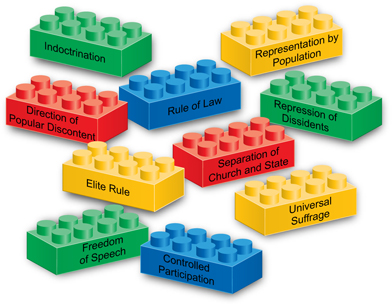 Indoctrination
Representation by
Population
Direction of
Popular Discontent
Rule of Law
Repression of
Dissidents
Separation of
Church and State
Elite Rule
Universal
Suffrage
Freedom
of Speech
Controlled
Participation